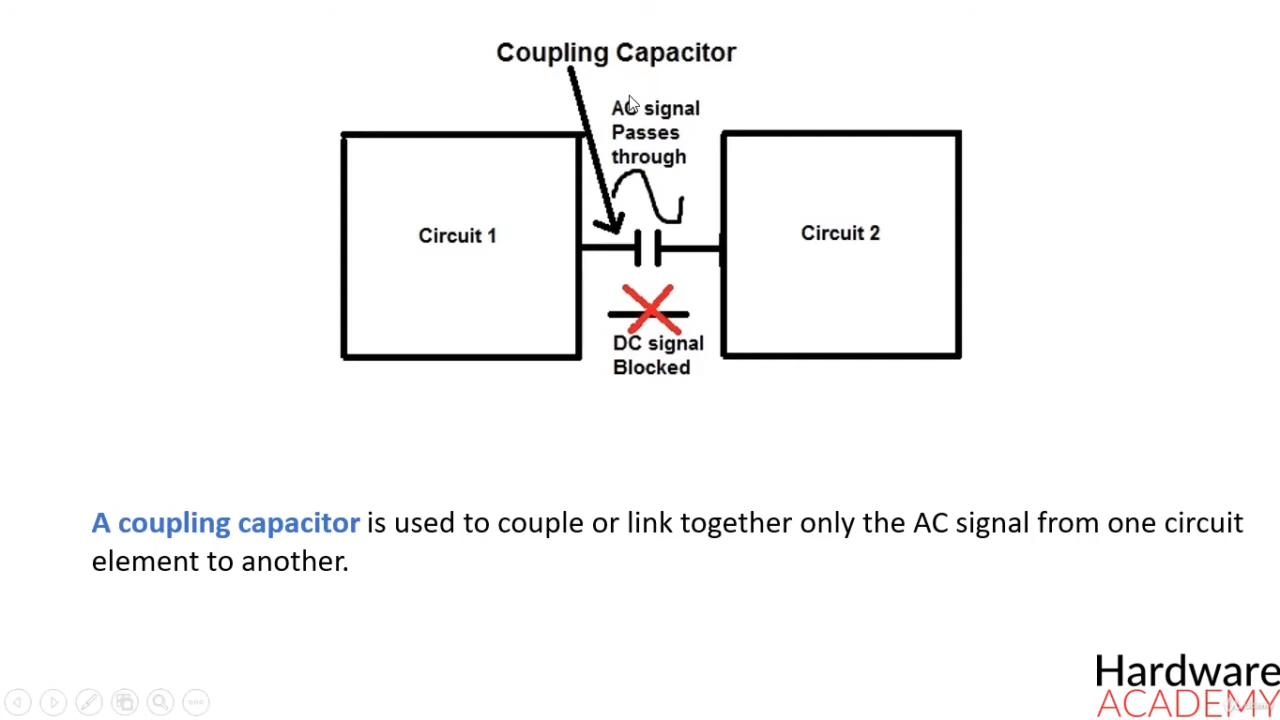 Coupling Capacitor
AC signal
Passes
through
Circuit 1
Circuit 2
DC signal
Blocked
A coupling capacitor is used to couple or link together only the AC signal from one circuit
element to another.
Hardware
ACADEMY